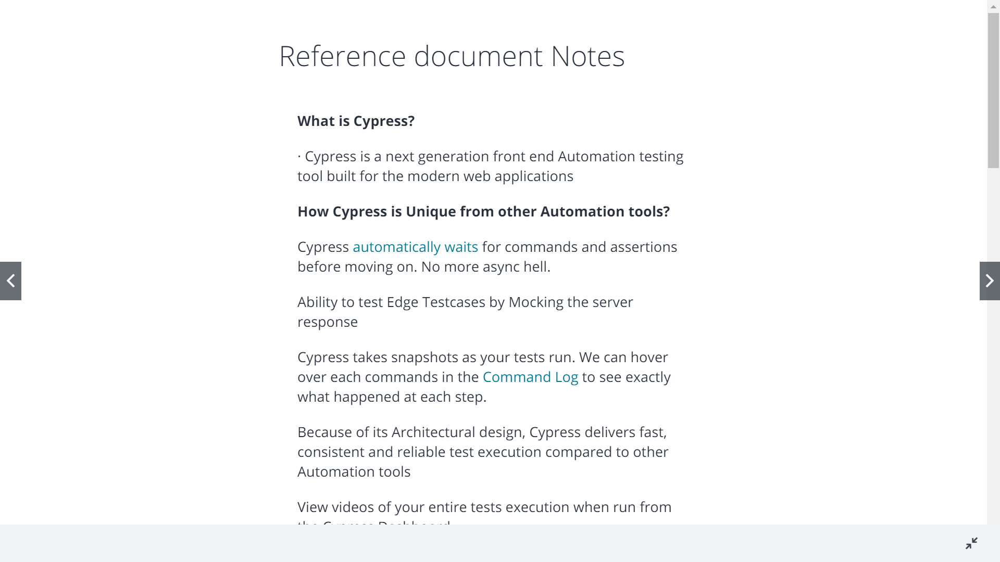 Reference document Notes
What is Cypress?
· Cypress is a next generation front end Automation testing
tool built for the modern web applications
How Cypress is Unique from other Automation tools?
Cypress automatically waits for commands and assertions
before moving on. No more async hell.
Ability to test Edge Testcases by Mocking the server
response
Cypress takes snapshots as your tests run. We can hover
over each commands in the Command Log to see exactly
what happened at each step.
Because of its Architectural design, Cypress delivers fast,
consistent and reliable test execution compared to other
Automation tools
View videos of your entire tests execution when run from
the Cypress Dashboard